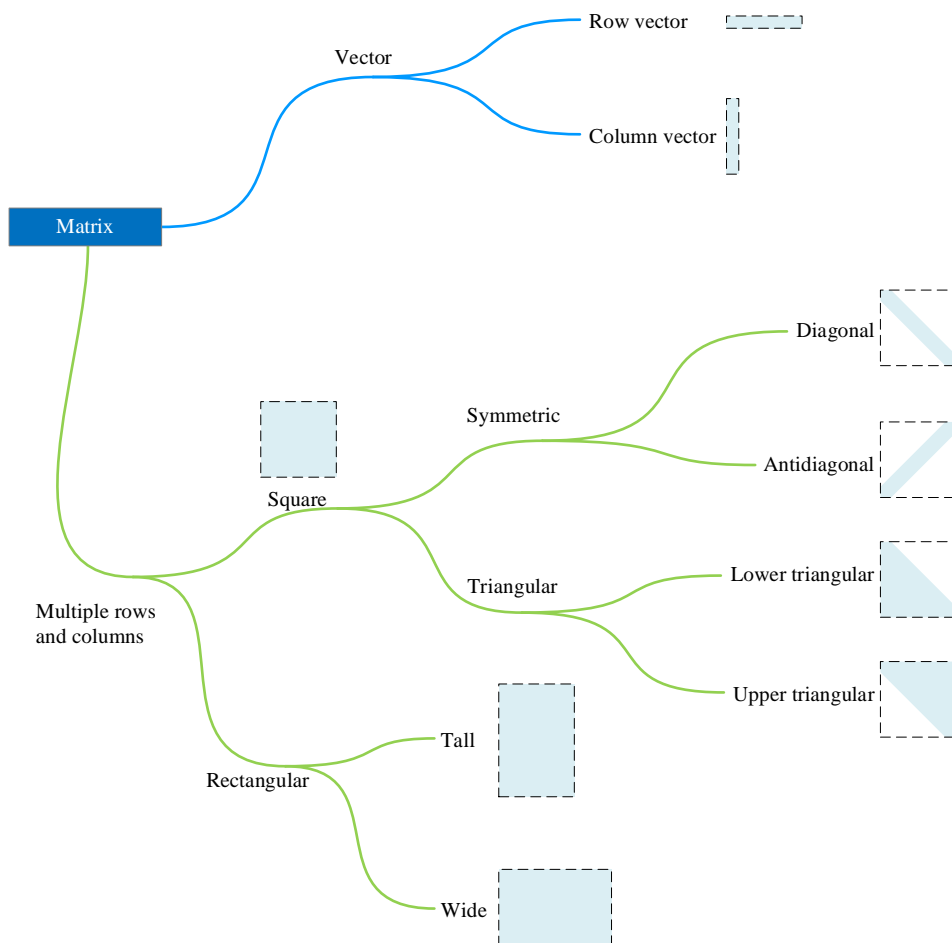 Row vector
Vector
Column vector
Matrix
Diagonal
Symmetric
Antidiagonal
Square
Lower triangular
Triangular
Multiple rows
and columns
Upper triangular
Tall
Rectangular
Wide